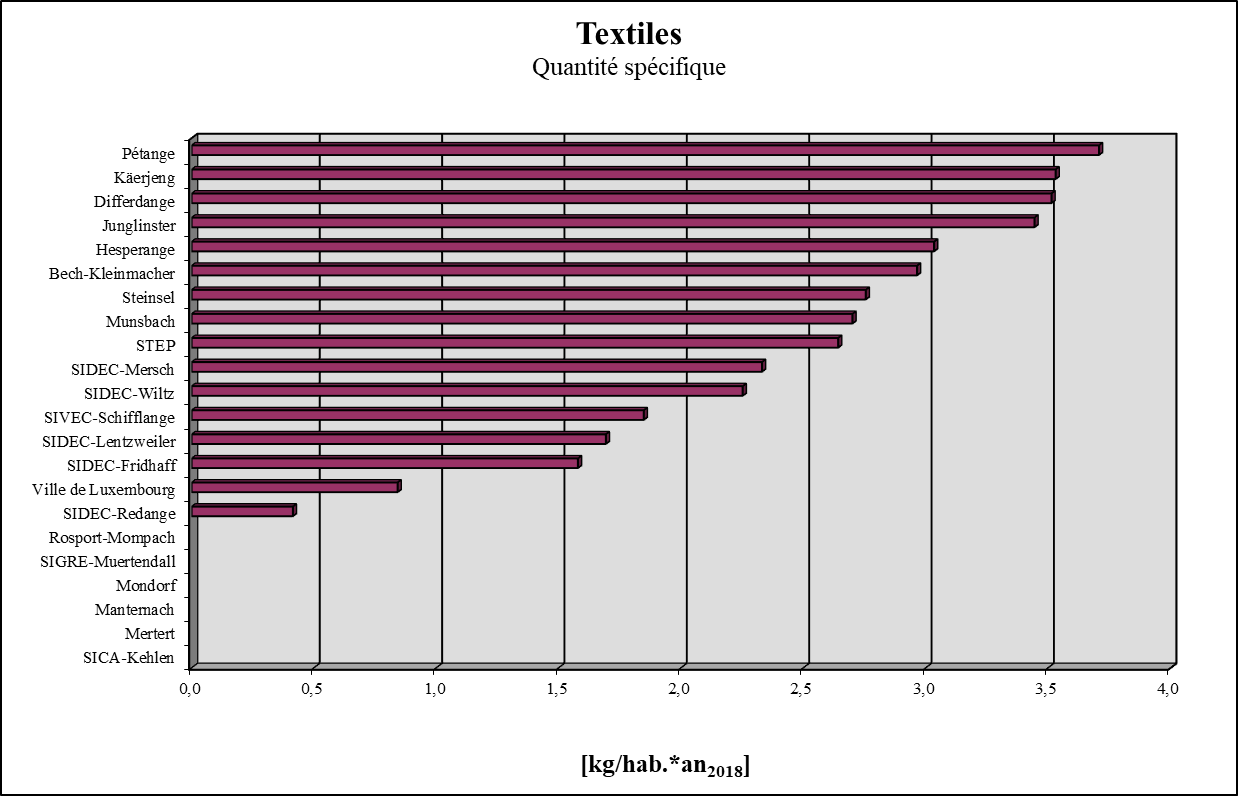 Textiles
Quantité spécifique
Pétange
Käerjeng
Differdange
Junglinster
Hesperange
Bech-Kleinmacher
Steinsel
Munsbach
STEP
SIDEC-Mersch
SIDEC-Wiltz
SIVEC-Schifflange
SIDEC-Lentzweiler
SIDEC-Fridhaff
Ville de Luxembourg
SIDEC-Redange
Rosport-Mompach
SIGRE-Muertendall
Mondorf
Manternach
Mertert
SICA-Kehlen
0,0 0,5 1,0 1,5 2,0 2,5 3,0 3,5 4,0
[kg/hab.*an2018]